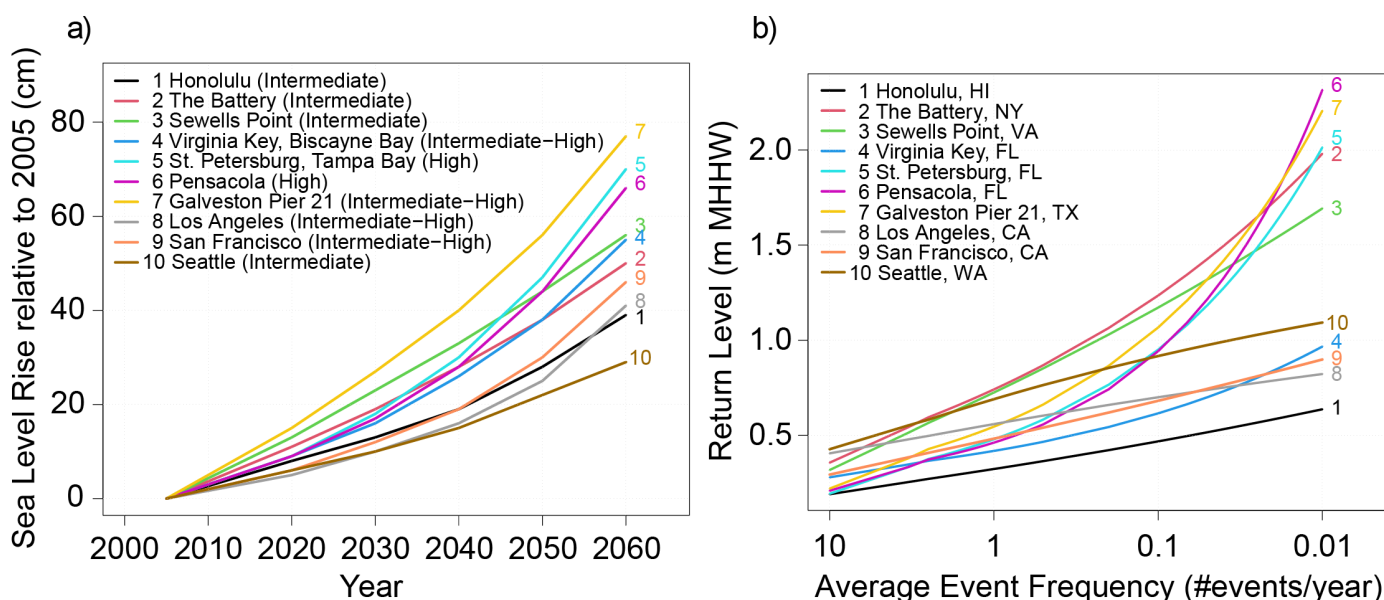 a)
Sea Level Rise relative to 2005 (cm)
80
60
40
20
0
1 Honolulu (Intermediate)
2 The Battery (Intermediate)
3 Sewells Point (Intermediate)
4 Virginia Key, Biscayne Bay (Intermediate−High)
5 St. Petersburg, Tampa Bay (High)
6 Pensacola (High)
7 Galveston Pier 21 (Intermediate−High)
8 Los Angeles (Intermediate−High)
9 San Francisco (Intermediate−High)
10 Seattle (Intermediate)
7
5
6
3
4
2
9
8
1
10
2000 2010 2020 2030 2040 2050 2060
Year
b)
Return Level (m MHHW)
2.0
1.5
1.0
0.5
1 Honolulu, HI
2 The Battery, NY
3 Sewells Point, VA
4 Virginia Key, FL
5 St. Petersburg, FL
6 Pensacola, FL
7 Galveston Pier 21, TX
8 Los Angeles, CA
9 San Francisco, CA
10 Seattle, WA
6
7
5
2
3
10
4
9
8
1
10 1 0.1 0.01
Average Event Frequency (#events/year)